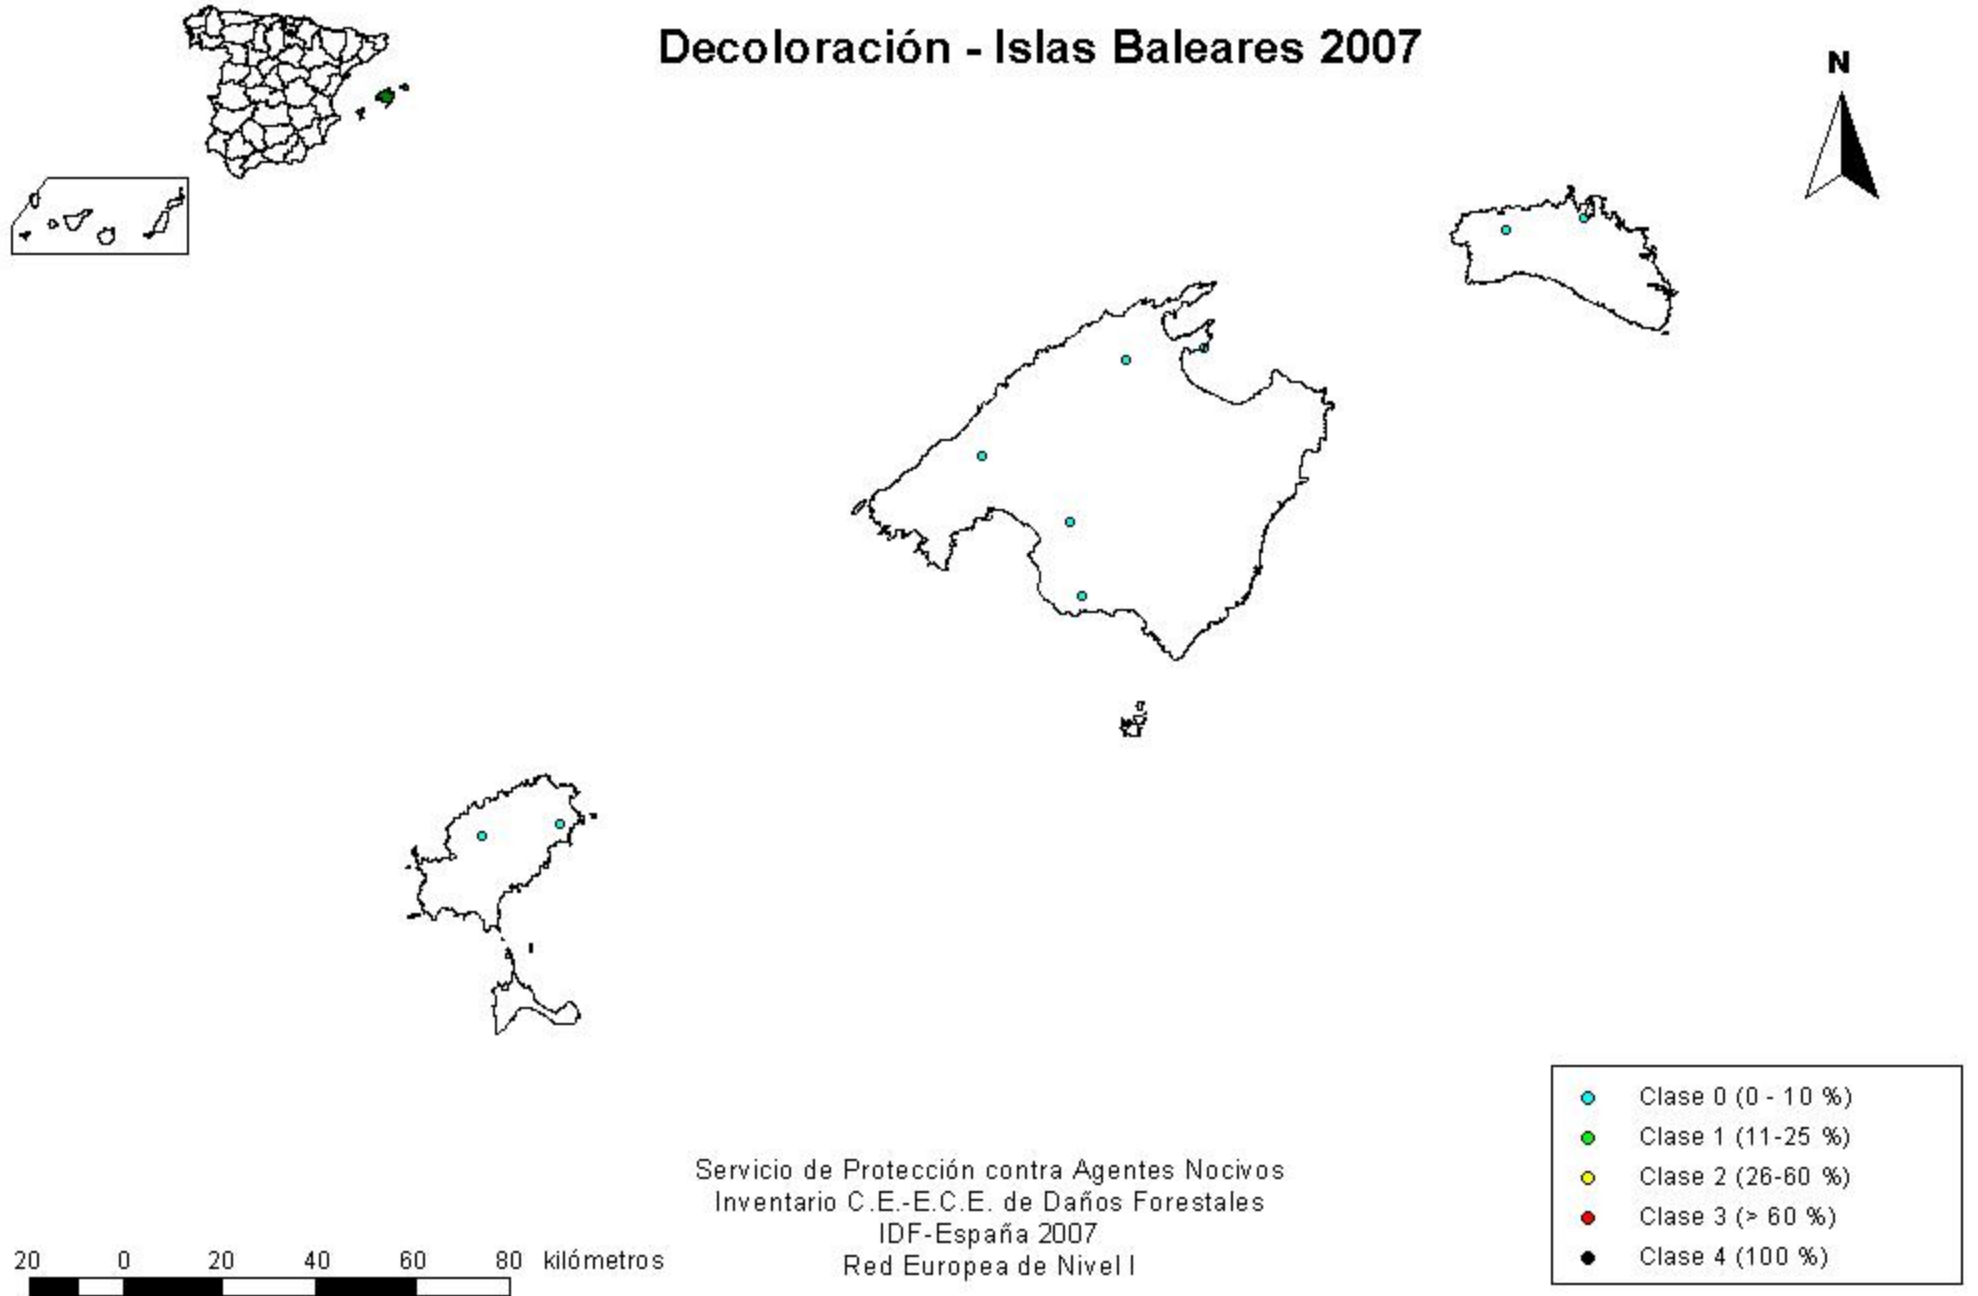 Decoloración - Islas Baleares 2007
N
Clase 0 (0 - 10 %)
Clase 1 (11-25 %)
Clase 2 (26-60 %)
Clase 3 (> 60 %)
Clase 4 (100 %)
Servicio de Protección contra Agentes Nocivos
Inventario C.E.-E.C.E. de Daños Forestales
IDF-España 2007
Red Europea de Nivel I
20 0 20 40 60 80 kilómetros